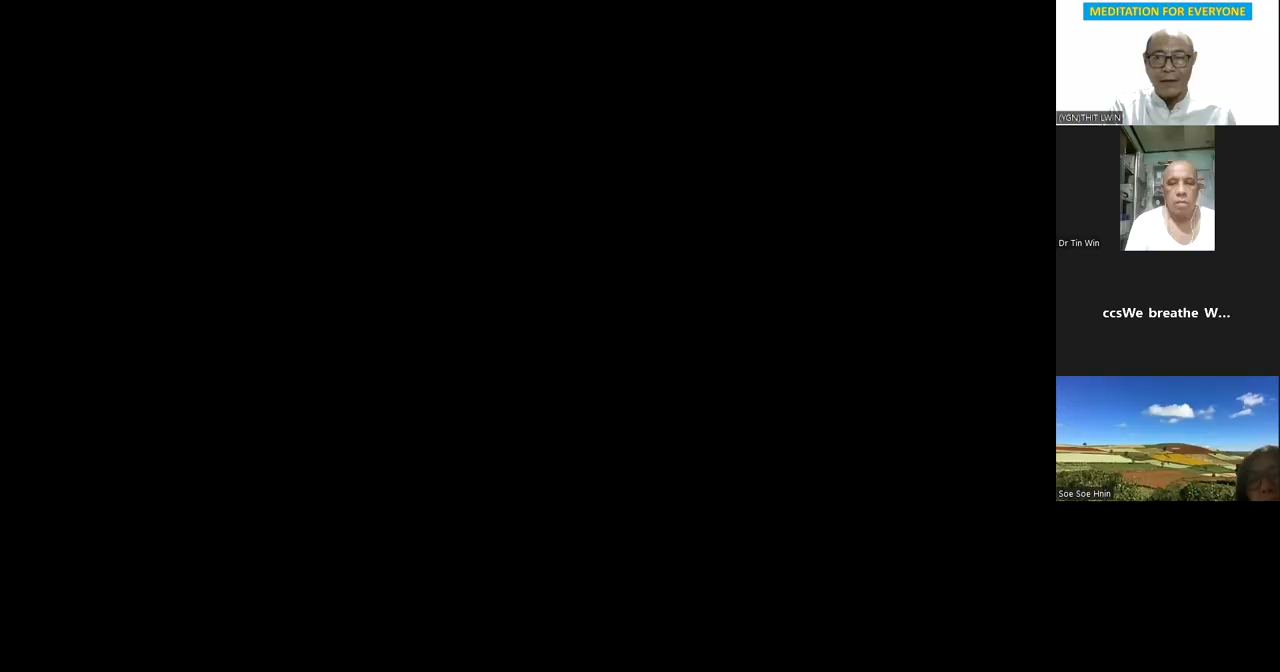 MEDITATION FOR EVERYONE
(YGN)THIT LWIN
Dr Tin Win
ccsWe breathe W...
Soe Soe Hnin